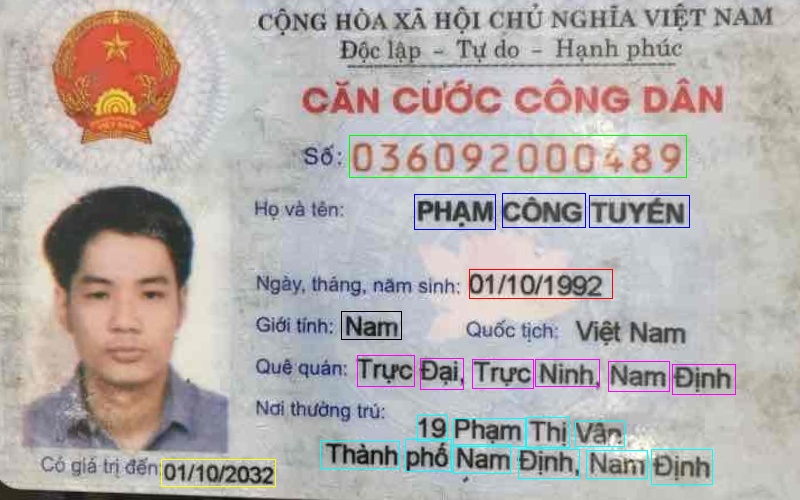 CỘNG HÒA XÃ HỘI CHỦ NGHĨA VIỆT NAM
Độc lập - Tự do - Hạnh phúc
CĂN CƯỚC CÔNG DÂN
Số: 036092000489
Họ và tên: PHẠM CÔNG TUYẾN
Ngày, tháng, năm sinh: 01/10/1992
Giới tính: Nam Quốc tịch: Việt Nam
Quê quán: Trực Đại, Trực Ninh, Nam Định
Nơi thường trú: 19 Phạm Thị Vân
Thành phố Nam Định, Nam Định
Có giá trị đến 01/10/2032
VIỆT NAM